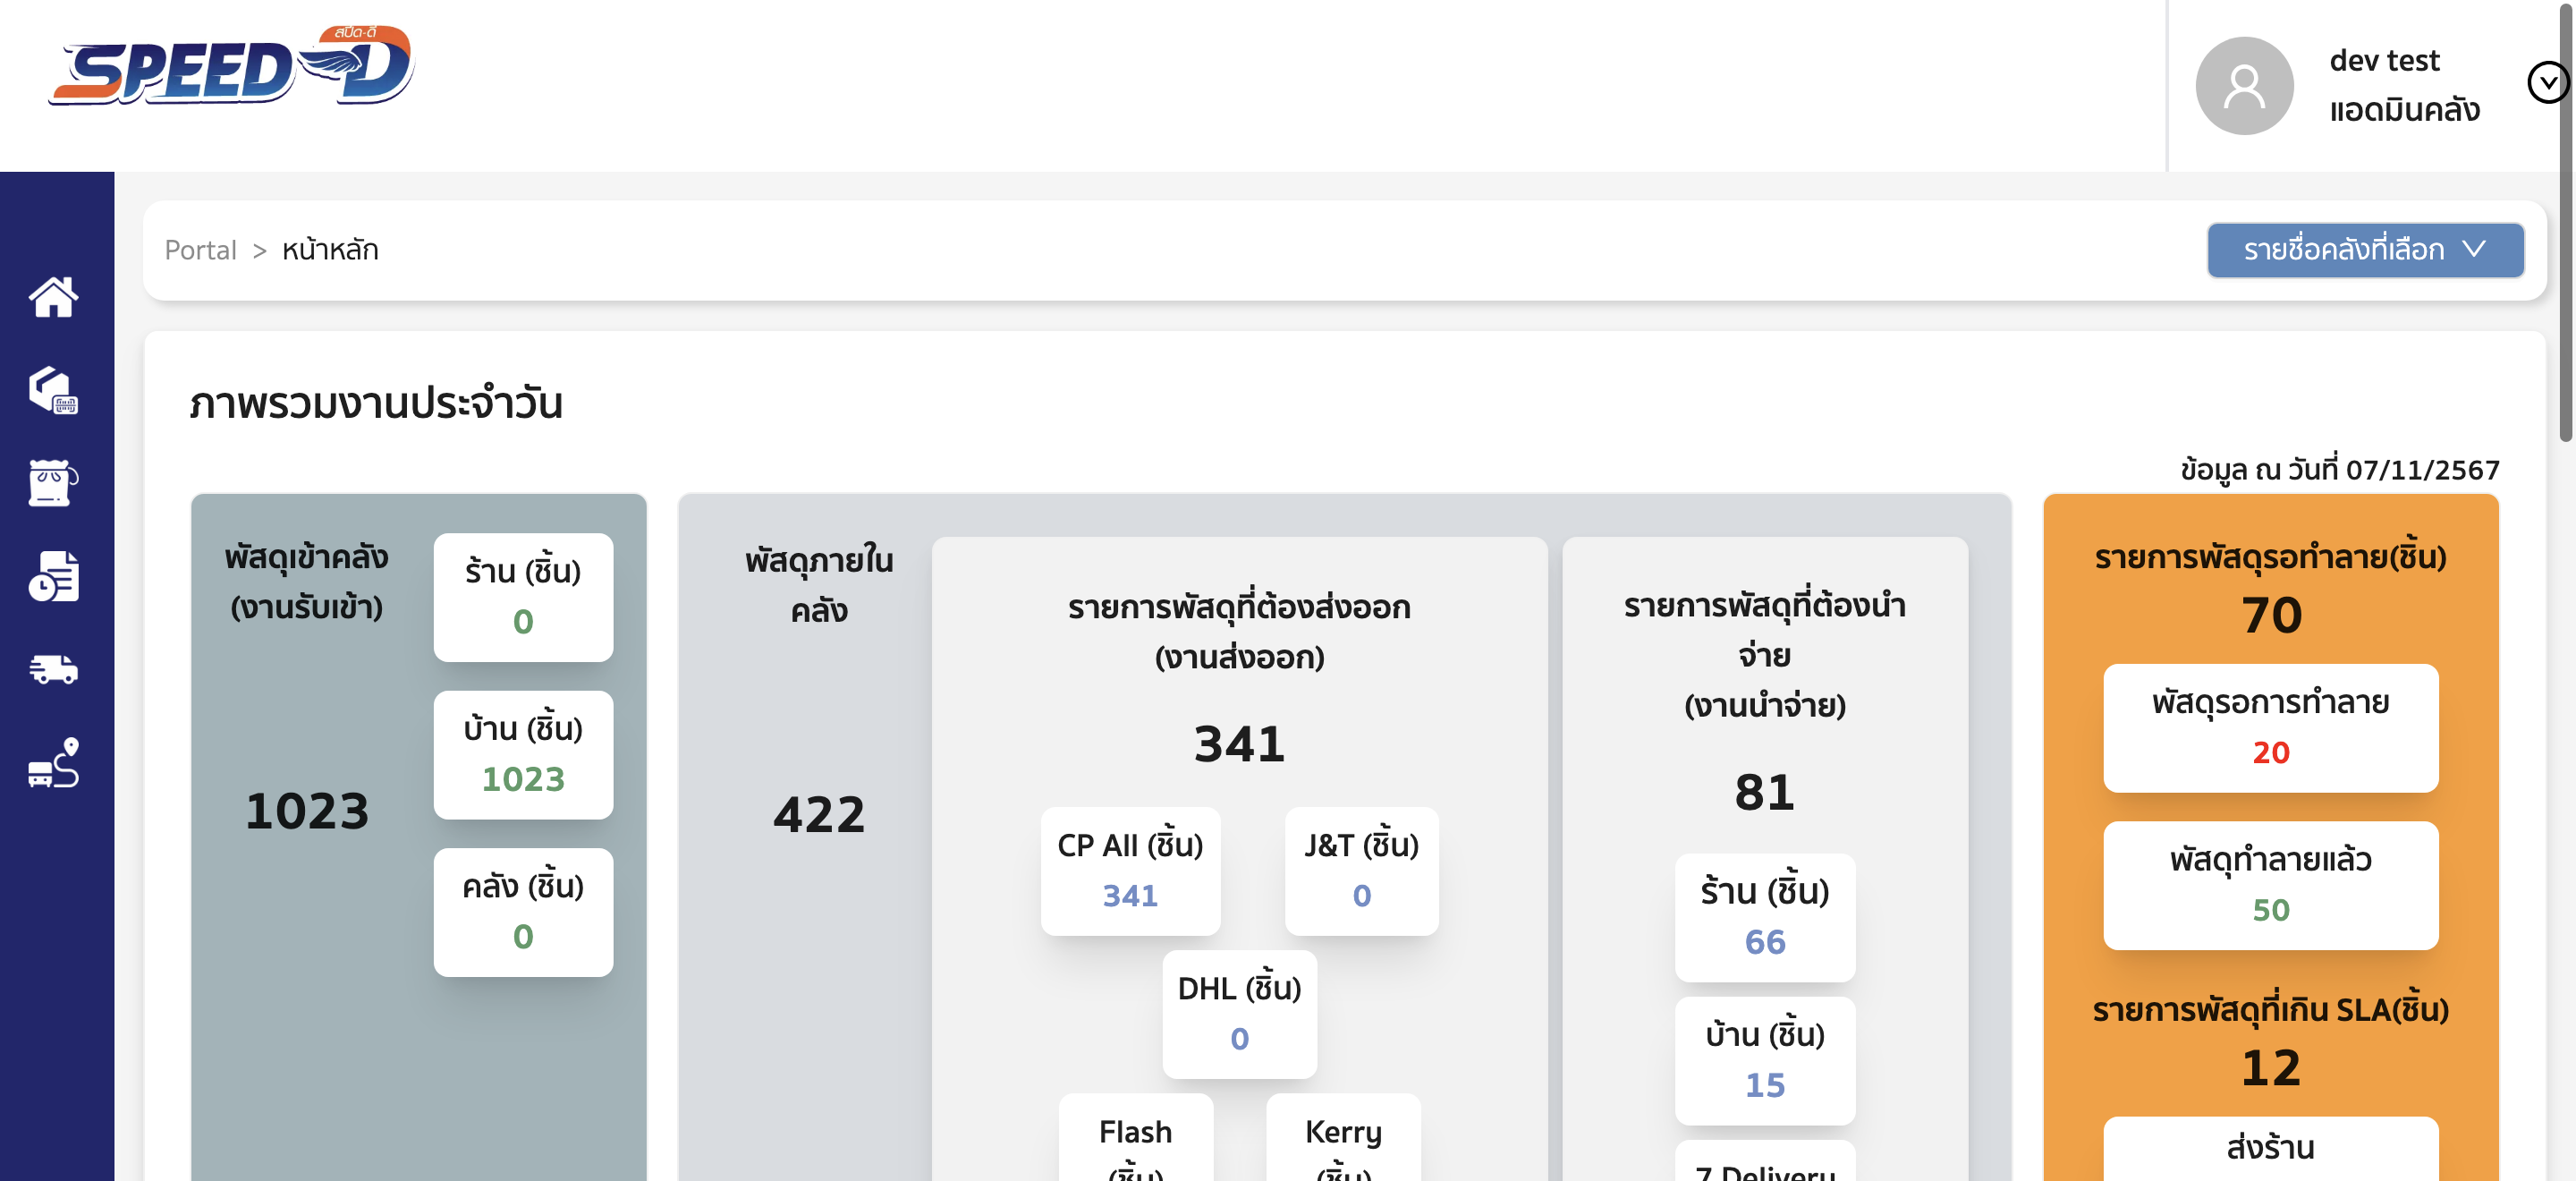 สปีด-ดี
SPEED-D
dev test
แอดมินคลัง
Portal > หน้าหลัก
รายชื่อคลังที่เลือก
ภาพรวมงานประจำวัน
ข้อมูล ณ วันที่ 07/11/2567
พัสดุเข้าคลัง
(งานรับเข้า)
1023
ร้าน (ชิ้น)
0
บ้าน (ชิ้น)
1023
คลัง (ชิ้น)
0
พัสดุภายใน
คลัง
422
รายการพัสดุที่ต้องส่งออก
(งานส่งออก)
341
CP All (ชิ้น)
341
J&T (ชิ้น)
0
DHL (ชิ้น)
0
Flash
(ชิ้น)
Kerry
(ชิ้น)
รายการพัสดุที่ต้องนำ
จ่าย
(งานนำจ่าย)
81
ร้าน (ชิ้น)
66
บ้าน (ชิ้น)
15
7 Delivery
รายการพัสดุรอทำลาย(ชิ้น)
70
พัสดุรอการทำลาย
20
พัสดุทำลายแล้ว
50
รายการพัสดุที่เกิน SLA(ชิ้น)
12
ส่งร้าน